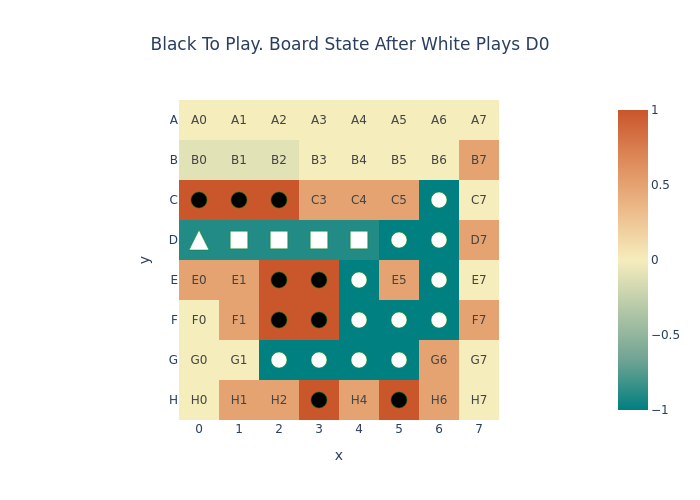 Black To Play. Board State After White Plays D0
A A0 A1 A2 A3 A4 A5 A6 A7
B B0 B1 B2 B3 B4 B5 B6 B7
C C3 C4 C5 C7
D D7
E E0 E1 E5 E7
F F0 F1 F7
G G0 G1 G6 G7
H H0 H1 H2 H4 H6 H7
0 1 2 3 4 5 6 7
x
y
1
0.5
0
−0.5
−1